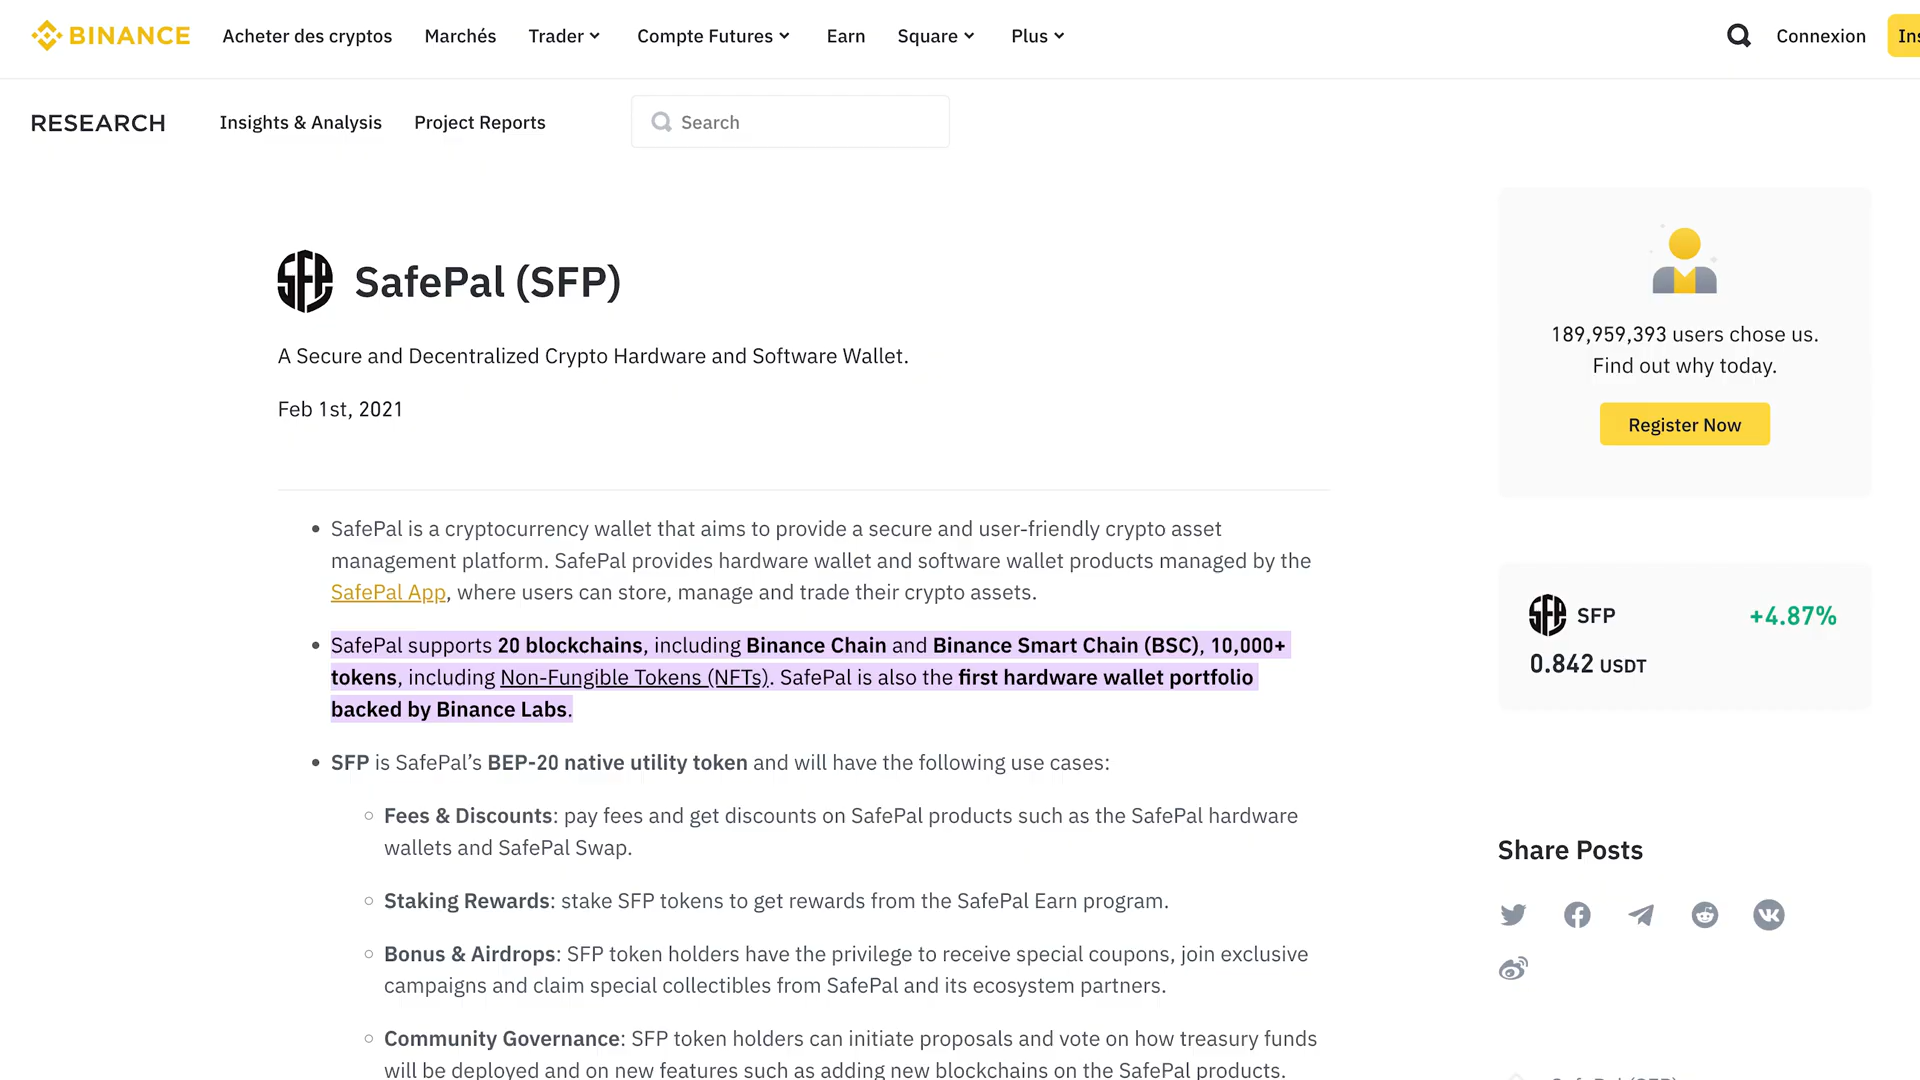 BINANCE Acheter des cryptos Marchés Trader Compte Futures Earn Square Plus Connexion
RESEARCH Insights & Analysis Project Reports Search
SFP SafePal (SFP)
A Secure and Decentralized Crypto Hardware and Software Wallet.
Feb 1st, 2021
SafePal is a cryptocurrency wallet that aims to provide a secure and user-friendly crypto asset
management platform. SafePal provides hardware wallet and software wallet products managed by the
SafePal App, where users can store, manage and trade their crypto assets.
SafePal supports 20 blockchains, including Binance Chain and Binance Smart Chain (BSC), 10,000+
tokens, including Non-Fungible Tokens (NFTs). SafePal is also the first hardware wallet portfolio
backed by Binance Labs.
SFP is SafePal’s BEP-20 native utility token and will have the following use cases:
Fees & Discounts: pay fees and get discounts on SafePal products such as the SafePal hardware
wallets and SafePal Swap.
Staking Rewards: stake SFP tokens to get rewards from the SafePal Earn program.
Bonus & Airdrops: SFP token holders have the privilege to receive special coupons, join exclusive
campaigns and claim special collectibles from SafePal and its ecosystem partners.
Community Governance: SFP token holders can initiate proposals and vote on how treasury funds
will be deployed and on new features such as adding new blockchains on the SafePal products.
189,959,393 users chose us.
Find out why today.
Register Now
SFP SFP +4.87%
0.842 USDT
Share Posts